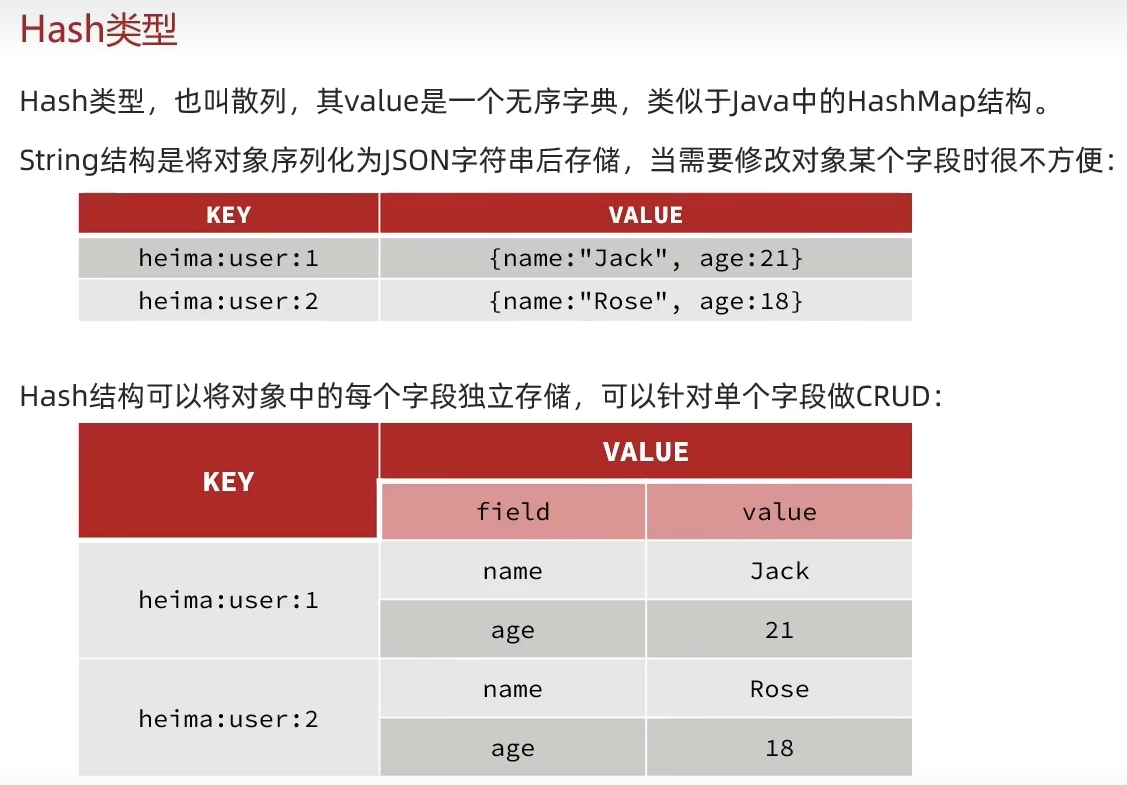 Hash类型
Hash类型，也叫散列，其value是一个无序字典，类似于Java中的HashMap结构。
String结构是将对象序列化为JSON字符串后存储，当需要修改对象某个字段时很不方便：
KEY VALUE
heima:user:1 {name:"Jack", age:21}
heima:user:2 {name:"Rose", age:18}
Hash结构可以将对象中的每个字段独立存储，可以针对单个字段做CRUD：
KEY VALUE
field value
heima:user:1 name Jack
age 21
heima:user:2 name Rose
age 18